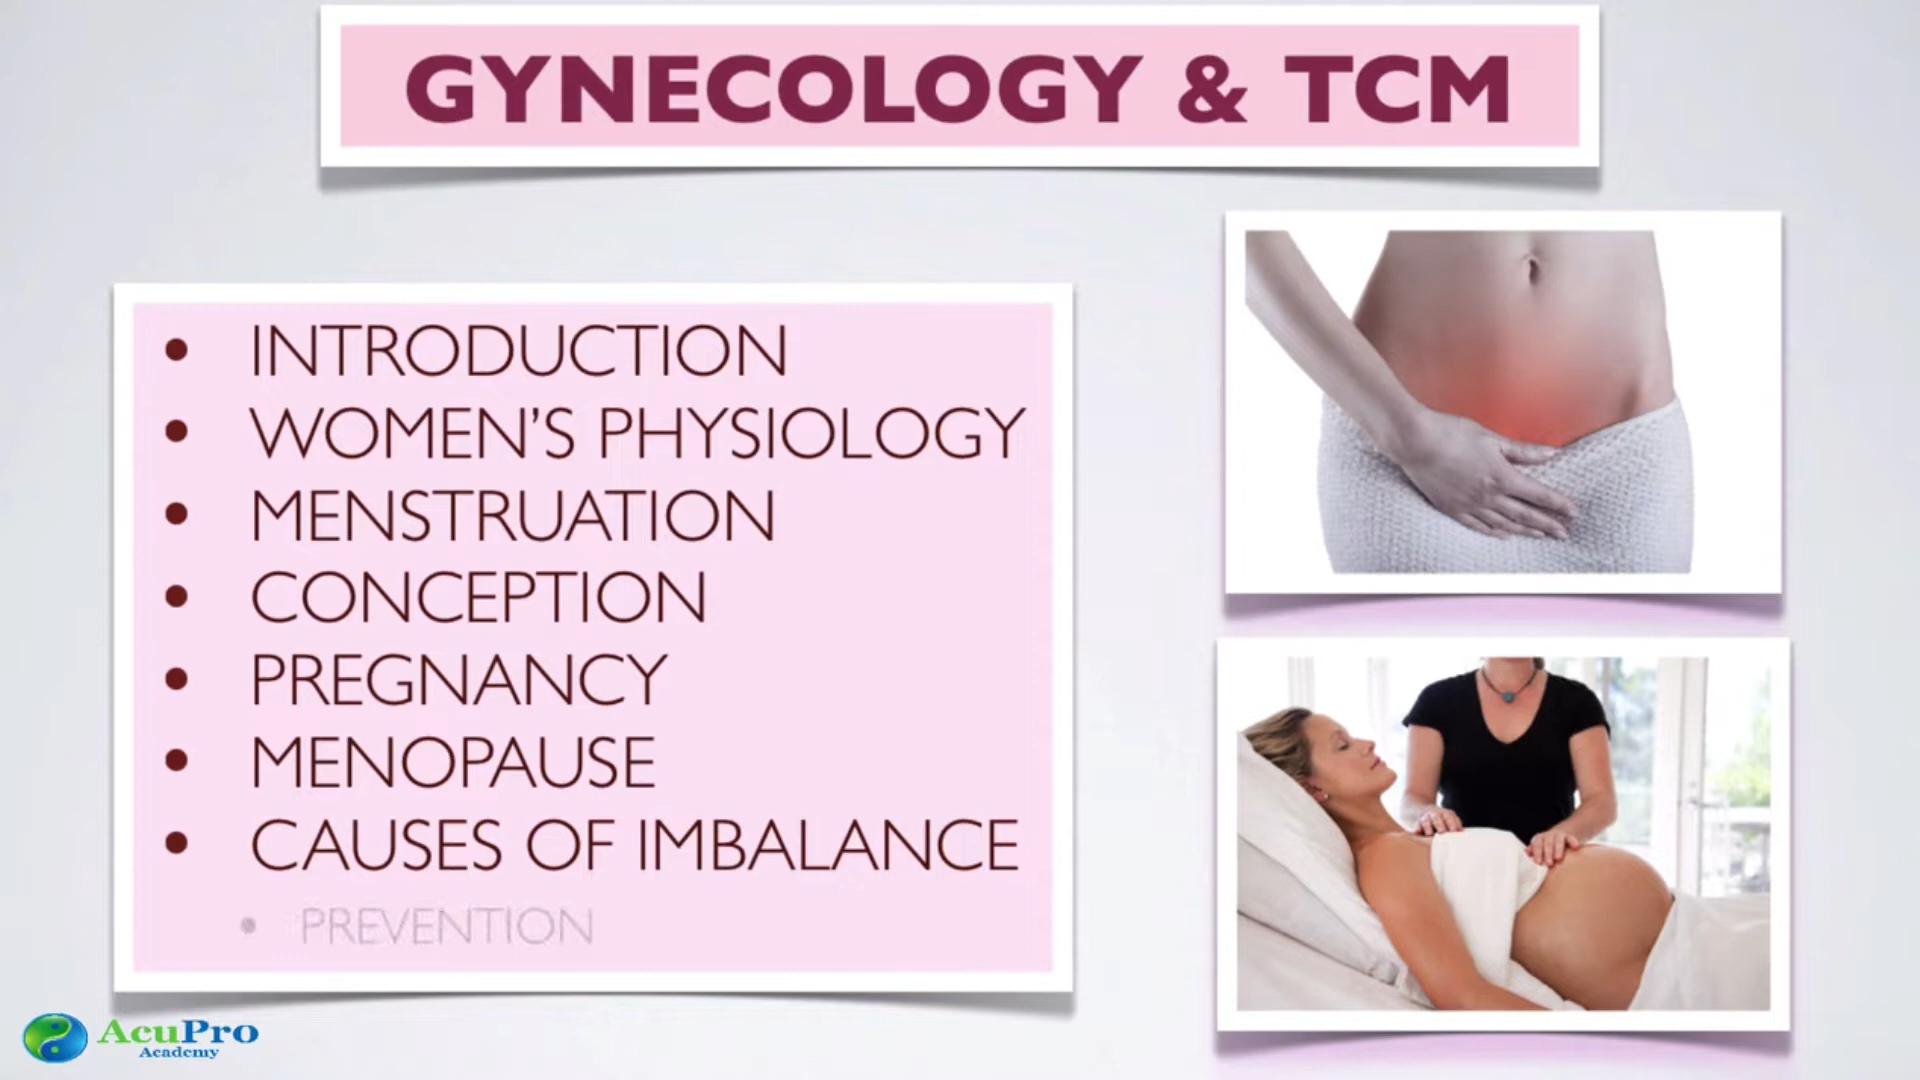 GYNECOLOGY & TCM
• INTRODUCTION
• WOMEN’S PHYSIOLOGY
• MENSTRUATION
• CONCEPTION
• PREGNANCY
• MENOPAUSE
• CAUSES OF IMBALANCE
• PREVENTION
AcuPro
Academy